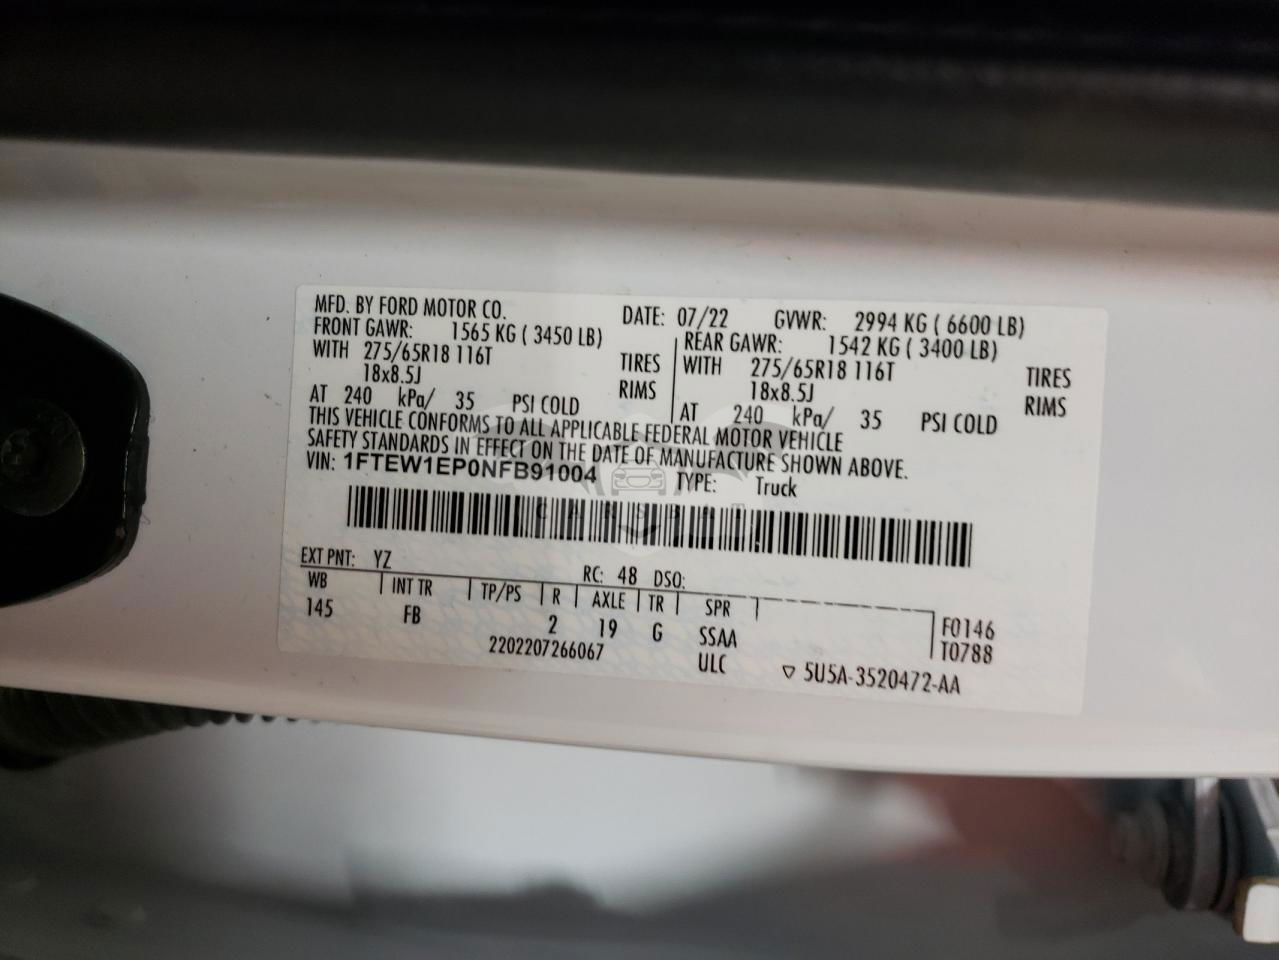 MFD. BY FORD MOTOR CO. DATE: 07/22 GVWR: 2994 KG ( 6600 LB)
FRONT GAWR: 1565 KG ( 3450 LB) REAR GAWR: 1542 KG ( 3400 LB)
WITH 275/65R18 116T TIRES WITH 275/65R18 116T TIRES
18x8.5J RIMS 18x8.5J RIMS
AT 240 kPa/ 35 PSI COLD AT 240 kPa/ 35 PSI COLD
THIS VEHICLE CONFORMS TO ALL APPLICABLE FEDERAL MOTOR VEHICLE
SAFETY STANDARDS IN EFFECT ON THE DATE OF MANUFACTURE SHOWN ABOVE.
VIN: 1FTEW1EP0NFB91004 TYPE: Truck
EXT PNT: YZ RC: 48 DSO:
WB INT TR TP/PS R AXLE TR SPR
145 FB 2 19 G SSAA F0146
2202207266067 ULC T0788
▽ 5U5A-3520472-AA